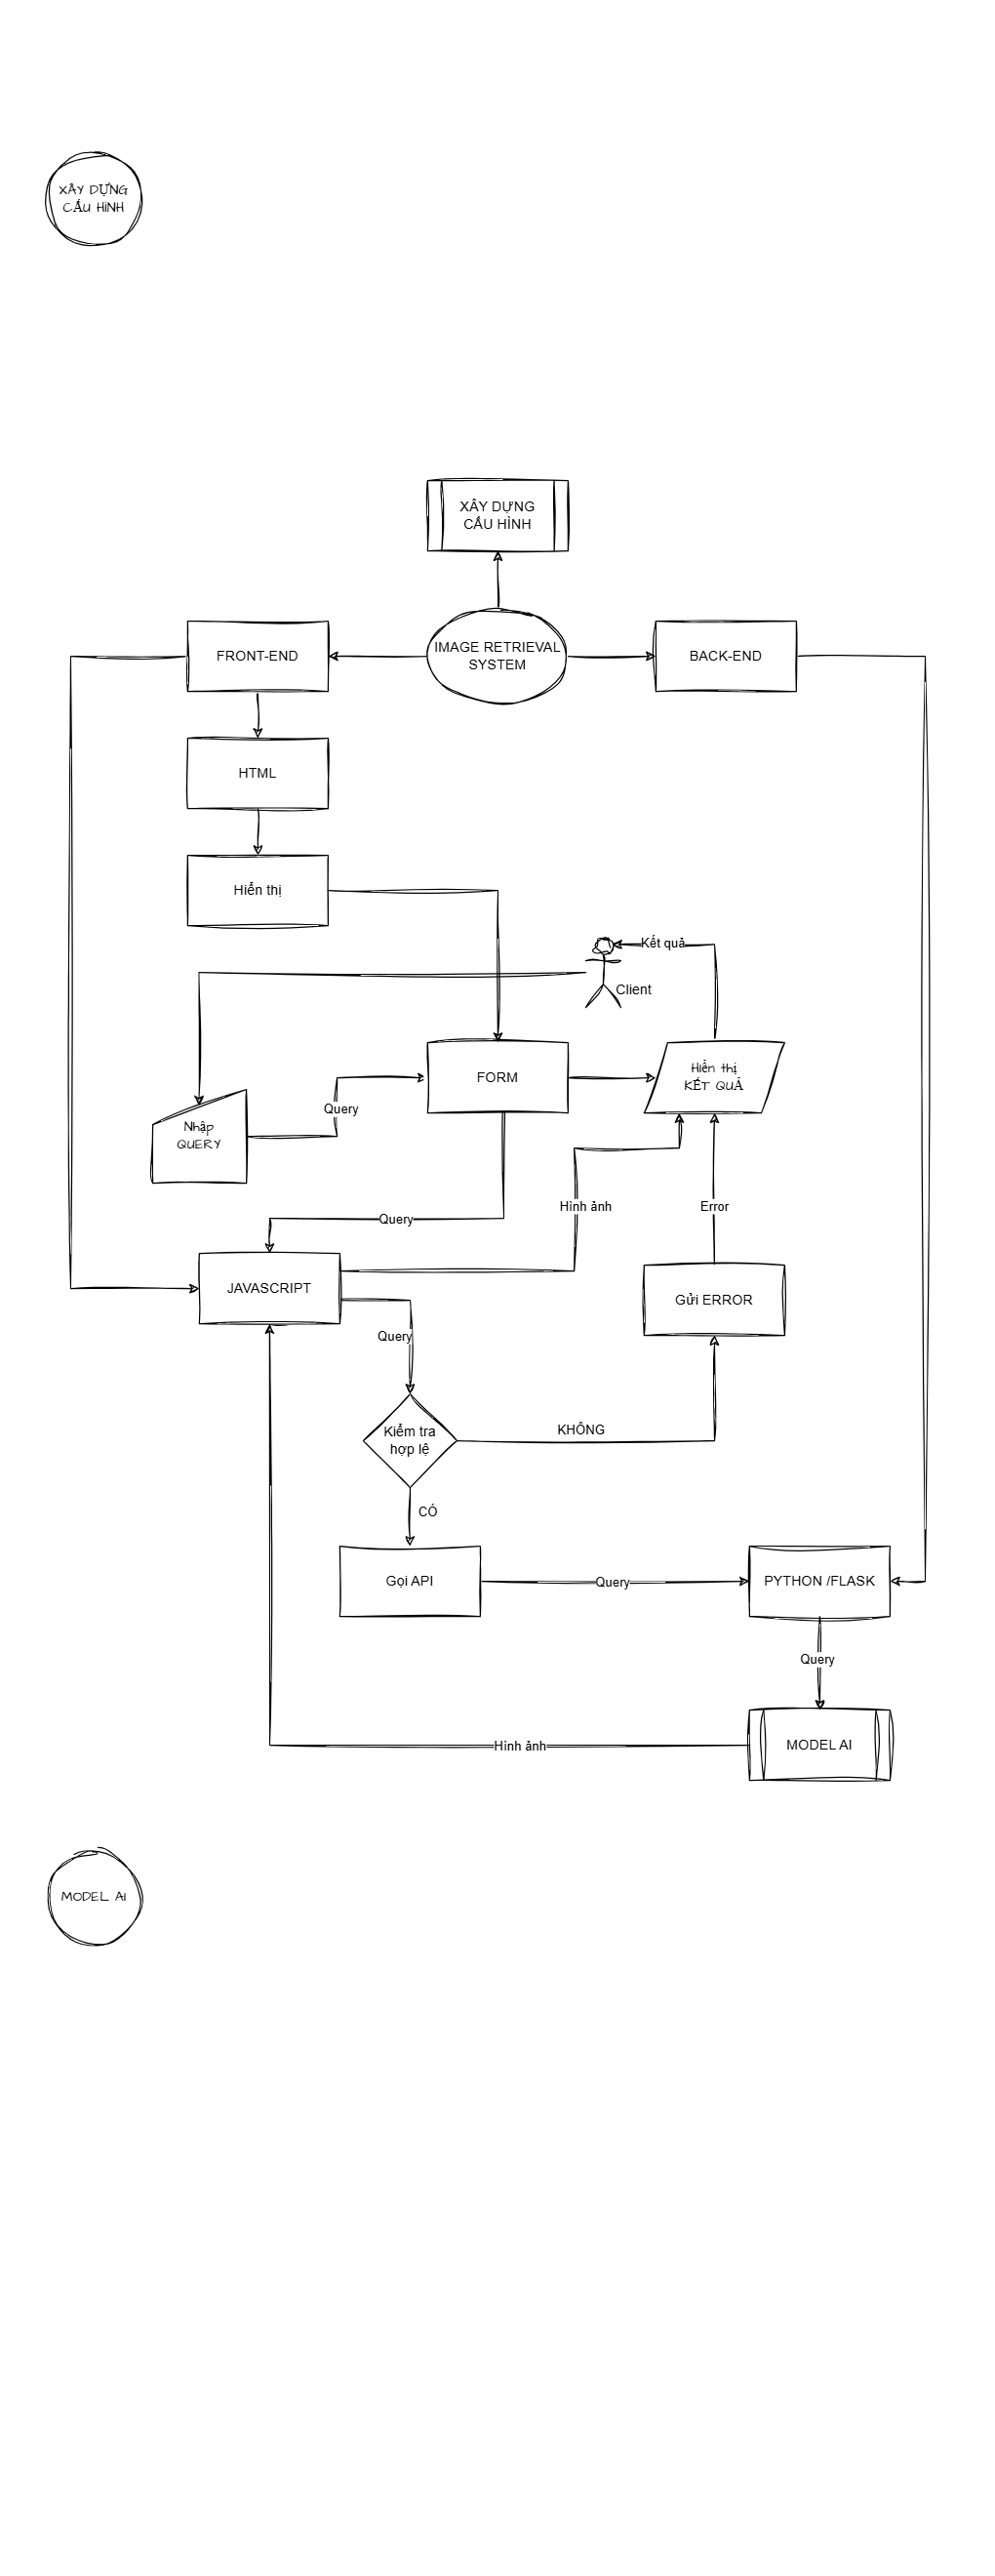 XÂY DỰNG
CẤU HÌNH
XÂY DỰNG
CẤU HÌNH
FRONT-END
IMAGE RETRIEVAL
SYSTEM
BACK-END
HTML
Hiển thị
Kết quả
Client
FORM
Hiển thị
KẾT QUẢ
Query
Nhập
QUERY
Hình ảnh
Error
Query
JAVASCRIPT
Gửi ERROR
Query
Kiểm tra
hợp lệ
KHÔNG
CÓ
Gọi API
Query
PYTHON /FLASK
Query
Hình ảnh
MODEL AI
MODEL AI